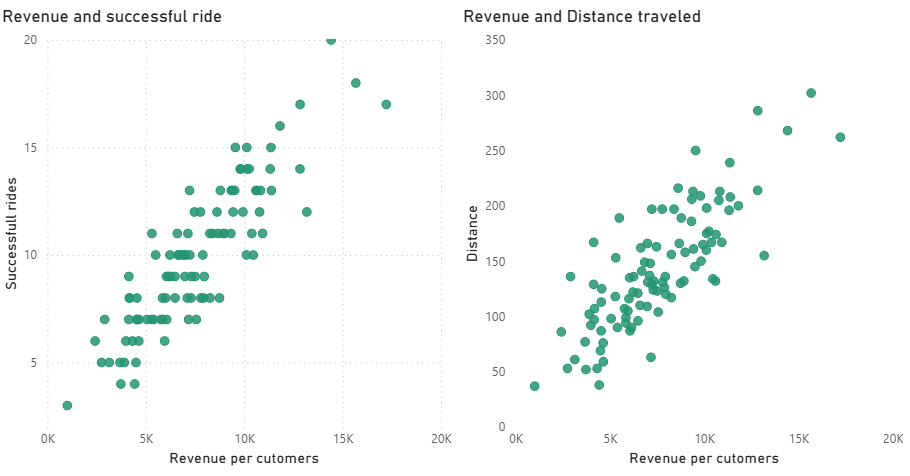 Revenue and successful ride
20
15
10
5
Successfull rides
0K 5K 10K 15K 20K
Revenue per cutomers
Revenue and Distance traveled
350
300
250
200
150
100
50
0
Distance
0K 5K 10K 15K 20K
Revenue per cutomers